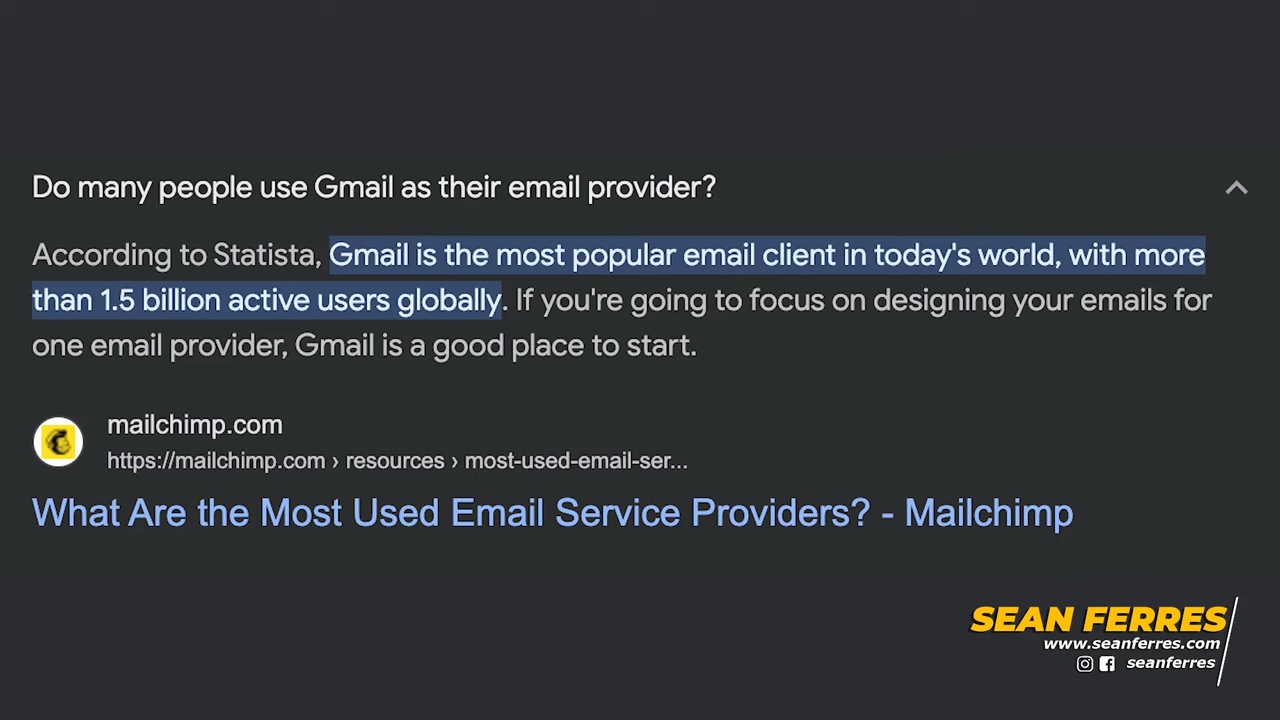 Do many people use Gmail as their email provider?
According to Statista, Gmail is the most popular email client in today's world, with more
than 1.5 billion active users globally. If you're going to focus on designing your emails for
one email provider, Gmail is a good place to start.
mailchimp.com
https://mailchimp.com › resources › most-used-email-ser...
What Are the Most Used Email Service Providers? - Mailchimp
SEAN FERRES
www.seanferres.com
seanferres